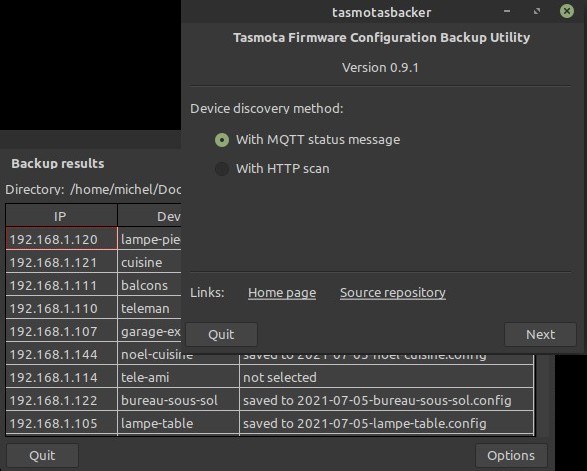 tasmotasbacker
Tasmota Firmware Configuration Backup Utility
Version 0.9.1
Device discovery method:
With MQTT status message
With HTTP scan
Links: Home page Source repository
Quit Next
Backup results
Directory: /home/michel/Doc
IP Dev
192.168.1.120 lampe-pie
192.168.1.121 cuisine
192.168.1.111 balcons
192.168.1.110 teleman
192.168.1.107 garage-ex
192.168.1.144 noel-cuisine saved to 2021-07-05-noel-cuisine.config
192.168.1.114 tele-ami not selected
192.168.1.122 bureau-sous-sol saved to 2021-07-05-bureau-sous-sol.config
192.168.1.105 lampe-table saved to 2021-07-05-lampe-table.config
Quit Options